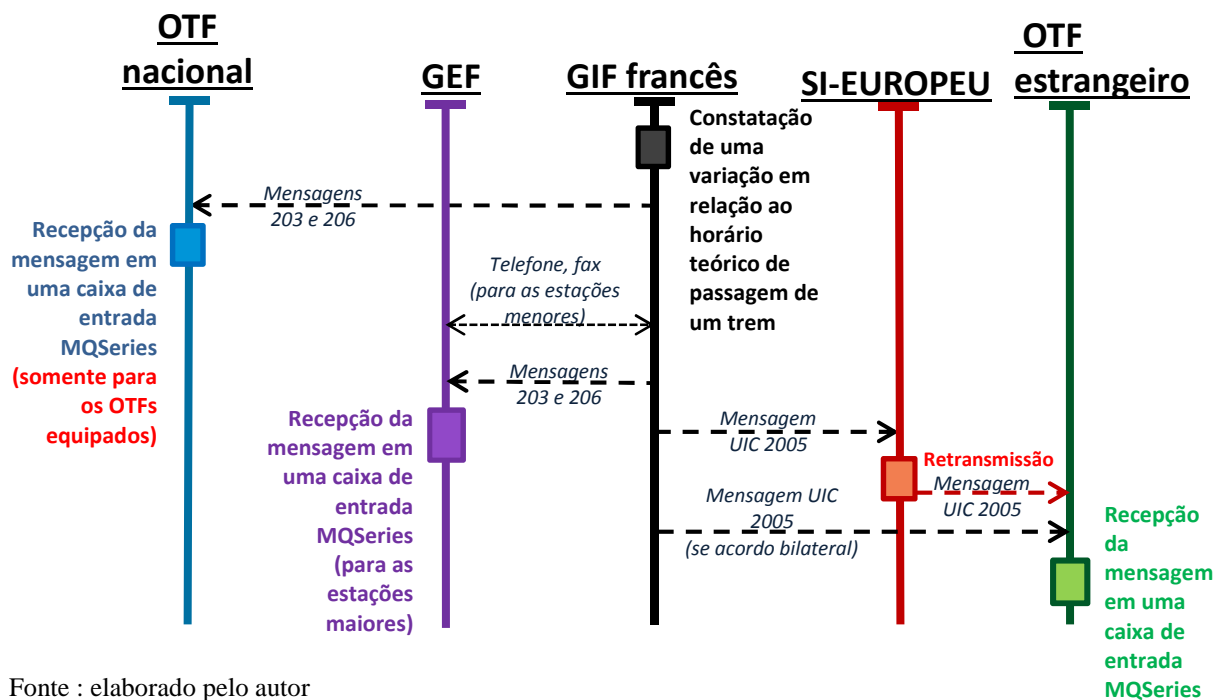 OTF
nacional
GEF
GIF francês
SI-EUROPEU
OTF
estrangeiro
Constatação
de uma
variação em
relação ao
horário
teórico de
passagem de
um trem
Mensagens
203 e 206
Recepção da
mensagem em
uma caixa de
entrada
MQSeries
(somente para
os OTFs
equipados)
Telefone, fax
(para as estações
menores)
Mensagens
203 e 206
Recepção da
mensagem em
uma caixa de
entrada
MQSeries
(para as
estações
maiores)
Mensagem
UIC 2005
Retransmissão
Mensagem
UIC 2005
Mensagem UIC
2005
(se acordo bilateral)
Recepção
da
mensagem
em uma
caixa de
entrada
MQSeries
Fonte : elaborado pelo autor